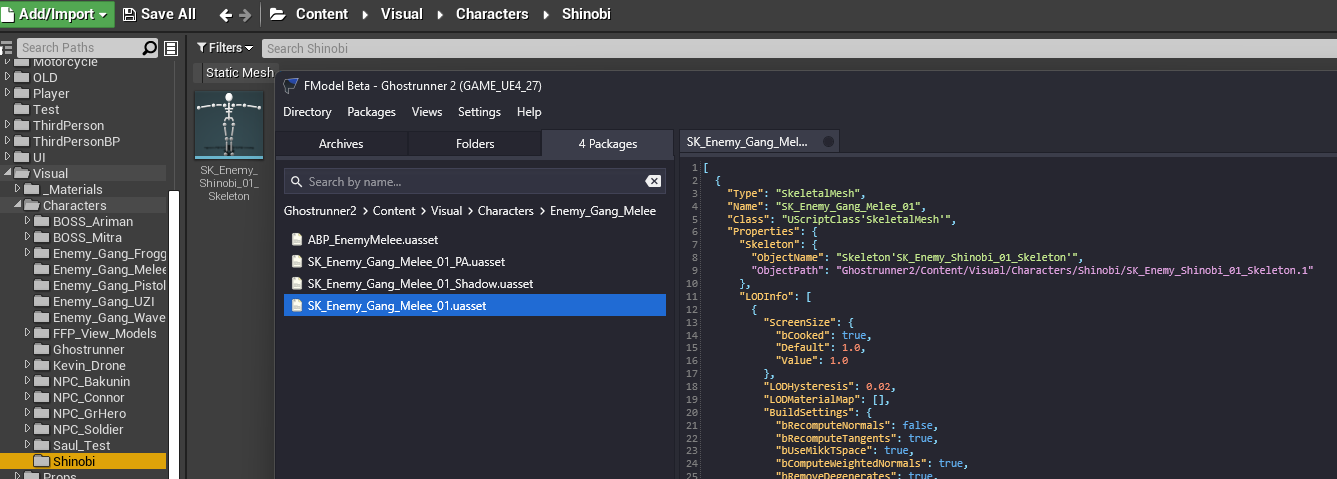 Add/Import Save All Content Visual Characters Shinobi
Search Paths
Motorcycle
OLD
Player
Test
ThirdPerson
ThirdPersonBP
UI
Visual
_Materials
Characters
BOSS_Ariman
BOSS_Mitra
Enemy_Gang_Frogg
Enemy_Gang_Melee
Enemy_Gang_Pistol
Enemy_Gang_UZI
Enemy_Gang_Wave
FFP_View_Models
Ghostrunner
Kevin_Drone
NPC_Bakunin
NPC_Connor
NPC_GrHero
NPC_Soldier
Saul_Test
Shinobi
Props
Filters Search Shinobi
Static Mesh
SK_Enemy_
Shinobi_01_
Skeleton
FModel Beta - Ghostrunner 2 (GAME_UE4_27)
Directory Packages Views Settings Help
Archives Folders 4 Packages
Search by name...
Ghostrunner2 > Content > Visual > Characters > Enemy_Gang_Melee
ABP_EnemyMelee.uasset
SK_Enemy_Gang_Melee_01_PA.uasset
SK_Enemy_Gang_Melee_01_Shadow.uasset
SK_Enemy_Gang_Melee_01.uasset
SK_Enemy_Gang_Mel...
1 [
2 {
3 "Type": "SkeletalMesh",
4 "Name": "SK_Enemy_Gang_Melee_01",
5 "Class": "UScriptClass'SkeletalMesh'",
6 "Properties": {
7 "Skeleton": {
8 "ObjectName": "Skeleton'SK_Enemy_Shinobi_01_Skeleton'",
9 "ObjectPath": "Ghostrunner2/Content/Visual/Characters/Shinobi/SK_Enemy_Shinobi_01_Skeleton.1"
10 },
11 "LODInfo": [
12 {
13 "ScreenSize": {
14 "bCooked": true,
15 "Default": 1.0,
16 "Value": 1.0
17 },
18 "LODHysteresis": 0.02,
19 "LODMaterialMap": [],
20 "BuildSettings": {
21 "bRecomputeNormals": false,
22 "bRecomputeTangents": true,
23 "bUseMikkTSpace": true,
24 "bComputeWeightedNormals": true,
25 "bRemoveDegenerates": true,